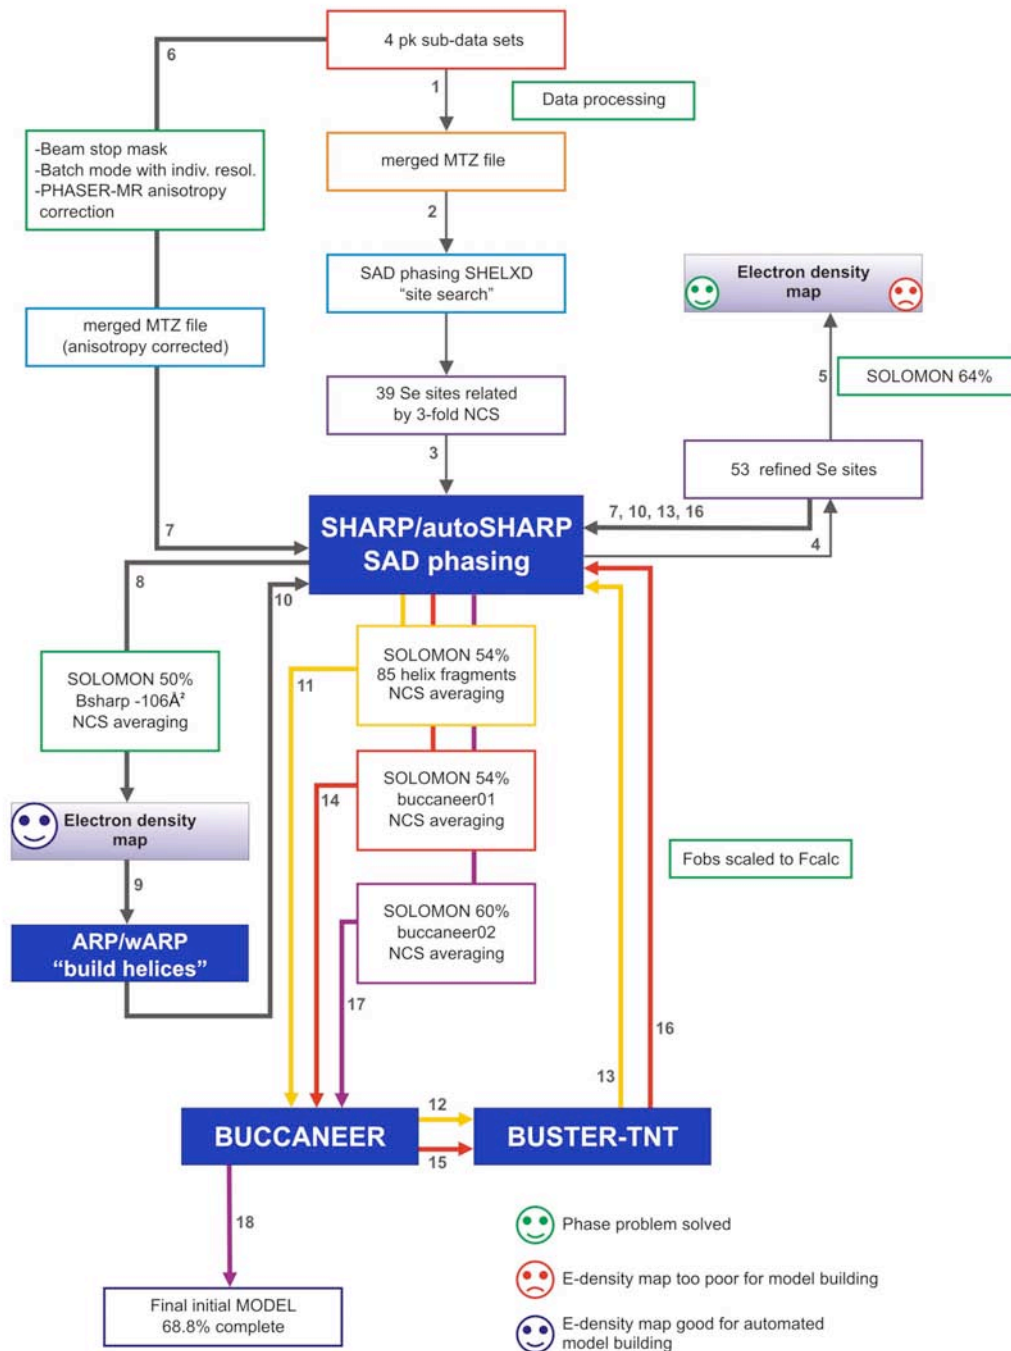 4 pk sub-data sets
6
1
Data processing
-Beam stop mask
-Batch mode with indiv. resol.
-PHASER-MR anisotropy
correction
merged MTZ file
2
SAD phasing SHELXD
“site search”
Electron density
map
merged MTZ file
(anisotropy corrected)
5
SOLOMON 64%
39 Se sites related
by 3-fold NCS
3
53 refined Se sites
7, 10, 13, 16
7
SHARP/autoSHARP
SAD phasing
4
8
10
SOLOMON 50%
Bsharp -106Å²
NCS averaging
11
SOLOMON 54%
85 helix fragments
NCS averaging
14
SOLOMON 54%
buccaneer01
NCS averaging
Electron density
map
Fobs scaled to Fcalc
9
SOLOMON 60%
buccaneer02
NCS averaging
ARP/wARP
“build helices”
17
16
13
12
BUCCANEER
BUSTER-TNT
15
18
Phase problem solved
E-density map too poor for model building
Final initial MODEL
68.8% complete
E-density map good for automated
model building